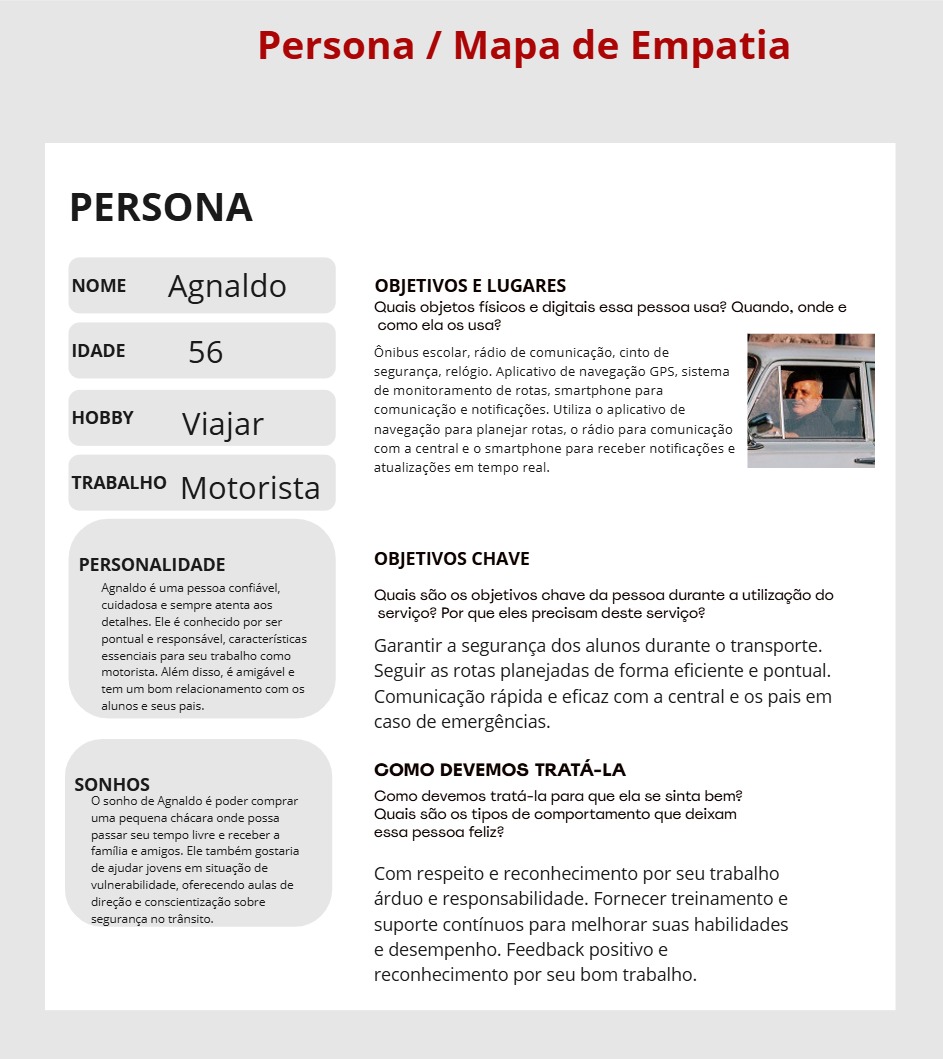 Persona / Mapa de Empatia
PERSONA
NOME Agnaldo
IDADE 56
HOBBY Viajar
TRABALHO Motorista
PERSONALIDADE
Agnaldo é uma pessoa confiável,
cuidadosa e sempre atenta aos
detalhes. Ele é conhecido por ser
pontual e responsável, características
essenciais para seu trabalho como
motorista. Além disso, é amigável e
tem um bom relacionamento com os
alunos e seus pais.
SONHOS
O sonho de Agnaldo é poder comprar
uma pequena chácara onde possa
passar seu tempo livre e receber a
família e amigos. Ele também gostaria
de ajudar jovens em situação de
vulnerabilidade, oferecendo aulas de
direção e conscientização sobre
segurança no trânsito.
OBJETIVOS E LUGARES
Quais objetos físicos e digitais essa pessoa usa? Quando, onde e
como ela os usa?
Ônibus escolar, rádio de comunicação, cinto de
segurança, relógio. Aplicativo de navegação GPS, sistema
de monitoramento de rotas, smartphone para
comunicação e notificações. Utiliza o aplicativo de
navegação para planejar rotas, o rádio para comunicação
com a central e o smartphone para receber notificações e
atualizações em tempo real.
OBJETIVOS CHAVE
Quais são os objetivos chave da pessoa durante a utilização do
serviço? Por que eles precisam deste serviço?
Garantir a segurança dos alunos durante o transporte.
Seguir as rotas planejadas de forma eficiente e pontual.
Comunicação rápida e eficaz com a central e os pais em
caso de emergências.
COMO DEVEMOS TRATÁ-LA
Como devemos tratá-la para que ela se sinta bem?
Quais são os tipos de comportamento que deixam
essa pessoa feliz?
Com respeito e reconhecimento por seu trabalho
árduo e responsabilidade. Fornecer treinamento e
suporte contínuos para melhorar suas habilidades
e desempenho. Feedback positivo e
reconhecimento por seu bom trabalho.